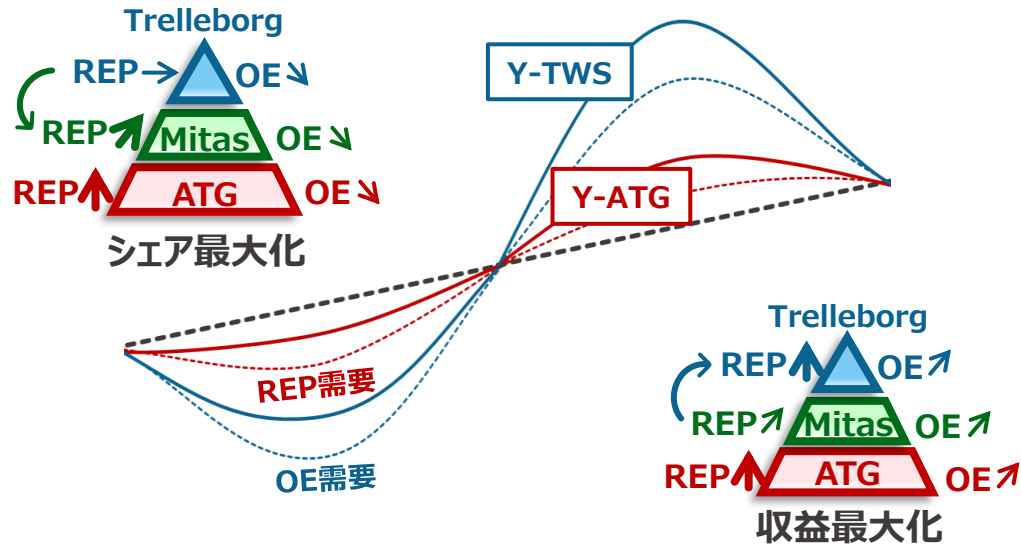 Trelleborg
REP→ OE↘
REP↗ Mitas OE↘
REP↑ ATG OE↘
シェア最大化
Y-TWS
Y-ATG
REP需要
OE需要
Trelleborg
REP↑ OE↗
REP↗ Mitas OE↗
REP↑ ATG OE↗
収益最大化